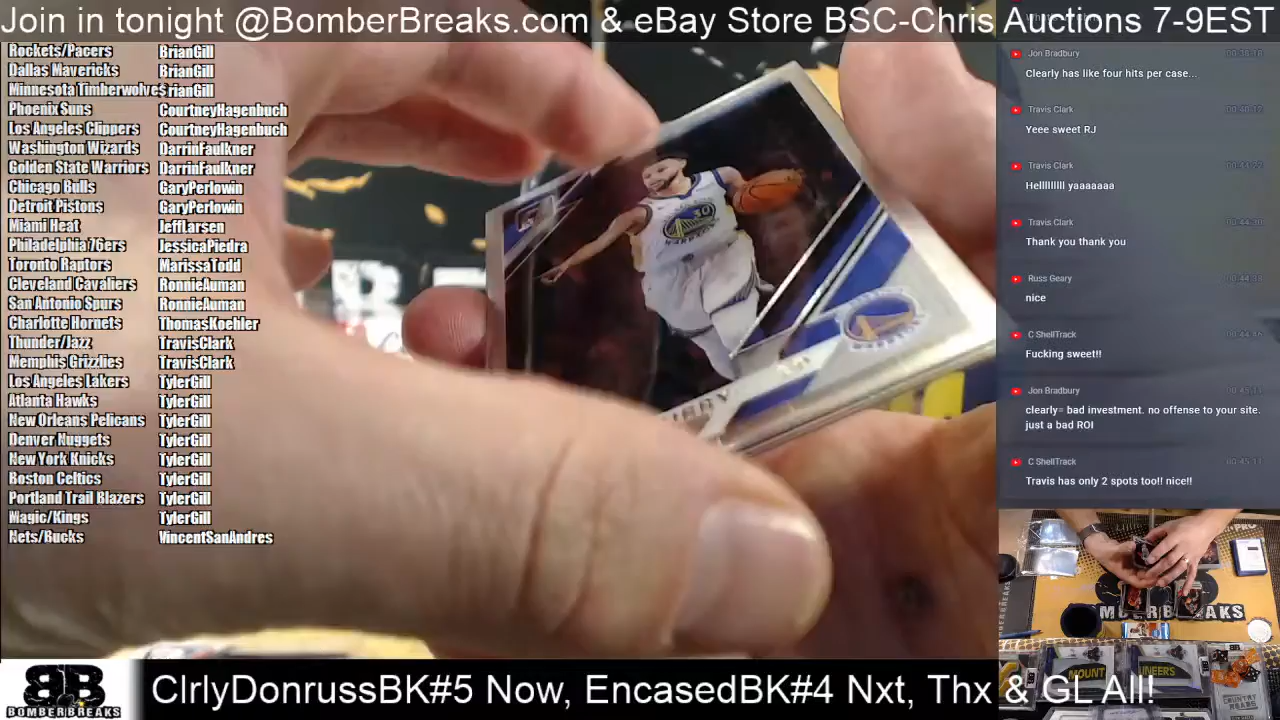 Join in tonight @BomberBreaks.com & eBay Store BSC-Chris Auctions 7-9EST
Rockets/Pacers BrianGill
Dallas Mavericks BrianGill
Minnesota Timberwolves BrianGill
Phoenix Suns CourtneyHagenbuch
Los Angeles Clippers CourtneyHagenbuch
Washington Wizards DarrinFaulkner
Golden State Warriors DarrinFaulkner
Chicago Bulls GaryPerlowin
Detroit Pistons GaryPerlowin
Miami Heat JeffLarsen
Philadelphia 76ers JessicaPiedra
Toronto Raptors MarissaTodd
Cleveland Cavaliers RonnieAuman
San Antonio Spurs RonnieAuman
Charlotte Hornets ThomasKoehler
Thunder/Jazz TravisClark
Memphis Grizzlies TravisClark
Los Angeles Lakers TylerGill
Atlanta Hawks TylerGill
New Orleans Pelicans TylerGill
Denver Nuggets TylerGill
New York Knicks TylerGill
Boston Celtics TylerGill
Portland Trail Blazers TylerGill
Magic/Kings TylerGill
Nets/Bucks VincentSanAndres
30
Jon Bradbury
Clearly has like four hits per case...
Travis Clark
Yeee sweet RJ
Travis Clark
Hellllllll yaaaaaaa
Travis Clark
Thank you thank you
Russ Geary
nice
C ShellTrack
Fucking sweet!!
Jon Bradbury
clearly= bad investment. no offense to your site.
just a bad ROI
C ShellTrack
Travis has only 2 spots too!! nice!!
MOUNT
UNEERS
COUNTRY
ROADS
BB
BOMBERBREAKS
ClrlyDonrussBK#5 Now, EncasedBK#4 Nxt, Thx & GL All!